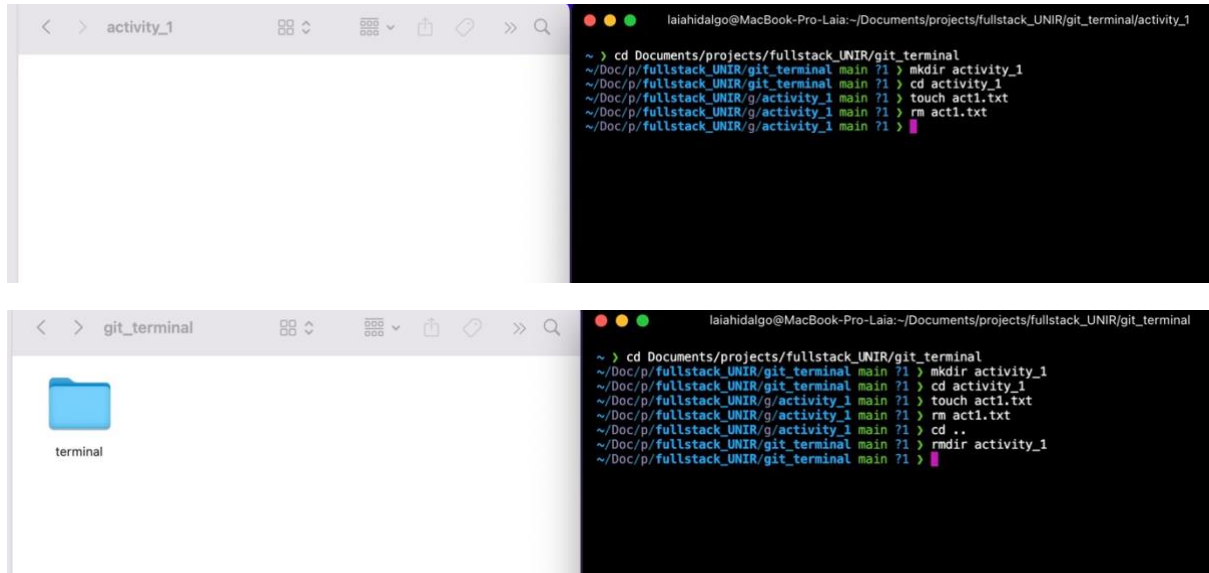 activity_1
laiahidalgo@MacBook-Pro-Laia:~/Documents/projects/fullstack_UNIR/git_terminal/activity_1
~ ❯ cd Documents/projects/fullstack_UNIR/git_terminal
~/Doc/p/fullstack_UNIR/git_terminal main ?1 ❯ mkdir activity_1
~/Doc/p/fullstack_UNIR/git_terminal main ?1 ❯ cd activity_1
~/Doc/p/fullstack_UNIR/g/activity_1 main ?1 ❯ touch act1.txt
~/Doc/p/fullstack_UNIR/g/activity_1 main ?1 ❯ rm act1.txt
~/Doc/p/fullstack_UNIR/g/activity_1 main ?1 ❯
git_terminal
terminal
laiahidalgo@MacBook-Pro-Laia:~/Documents/projects/fullstack_UNIR/git_terminal
~ ❯ cd Documents/projects/fullstack_UNIR/git_terminal
~/Doc/p/fullstack_UNIR/git_terminal main ?1 ❯ mkdir activity_1
~/Doc/p/fullstack_UNIR/git_terminal main ?1 ❯ cd activity_1
~/Doc/p/fullstack_UNIR/g/activity_1 main ?1 ❯ touch act1.txt
~/Doc/p/fullstack_UNIR/g/activity_1 main ?1 ❯ rm act1.txt
~/Doc/p/fullstack_UNIR/g/activity_1 main ?1 ❯ cd ..
~/Doc/p/fullstack_UNIR/git_terminal main ?1 ❯ rmdir activity_1
~/Doc/p/fullstack_UNIR/git_terminal main ?1 ❯